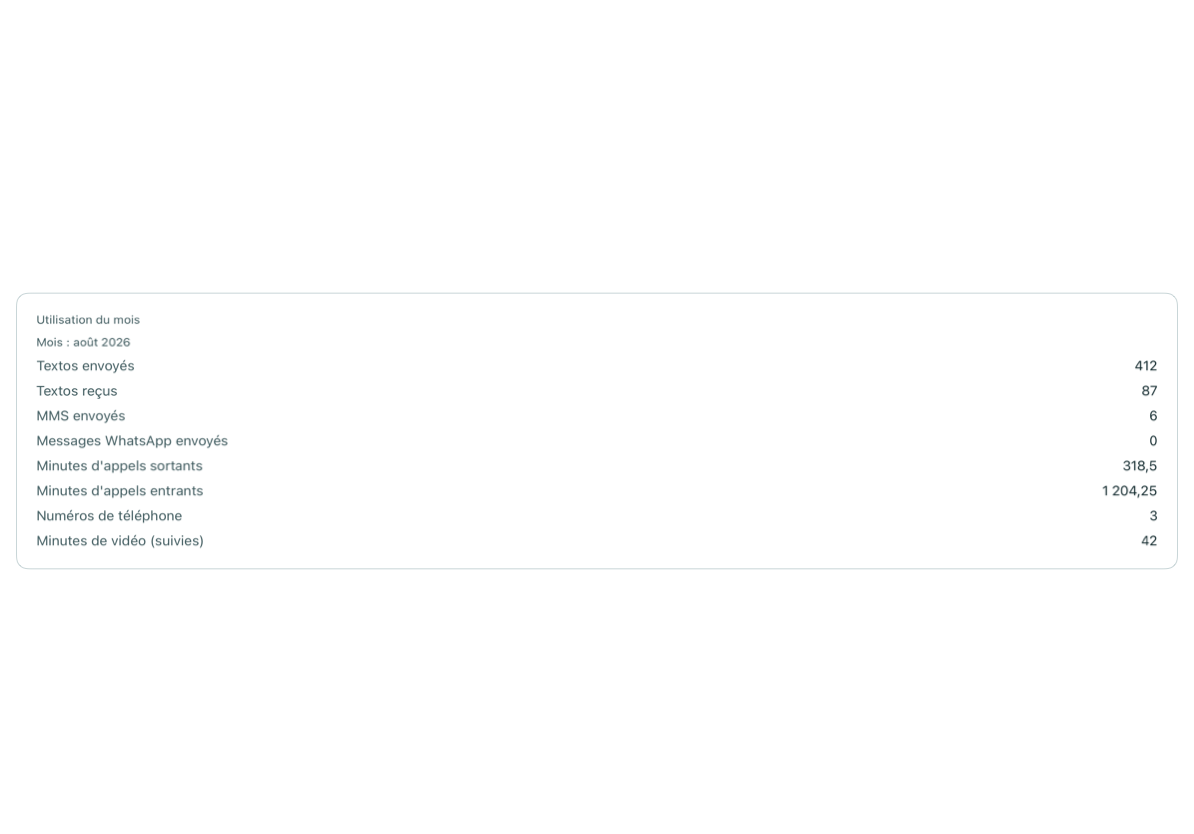 Utilisation du mois
Mois : août 2026
Textos envoyés 412
Textos reçus 87
MMS envoyés 6
Messages WhatsApp envoyés 0
Minutes d'appels sortants 318,5
Minutes d'appels entrants 1 204,25
Numéros de téléphone 3
Minutes de vidéo (suivies) 42